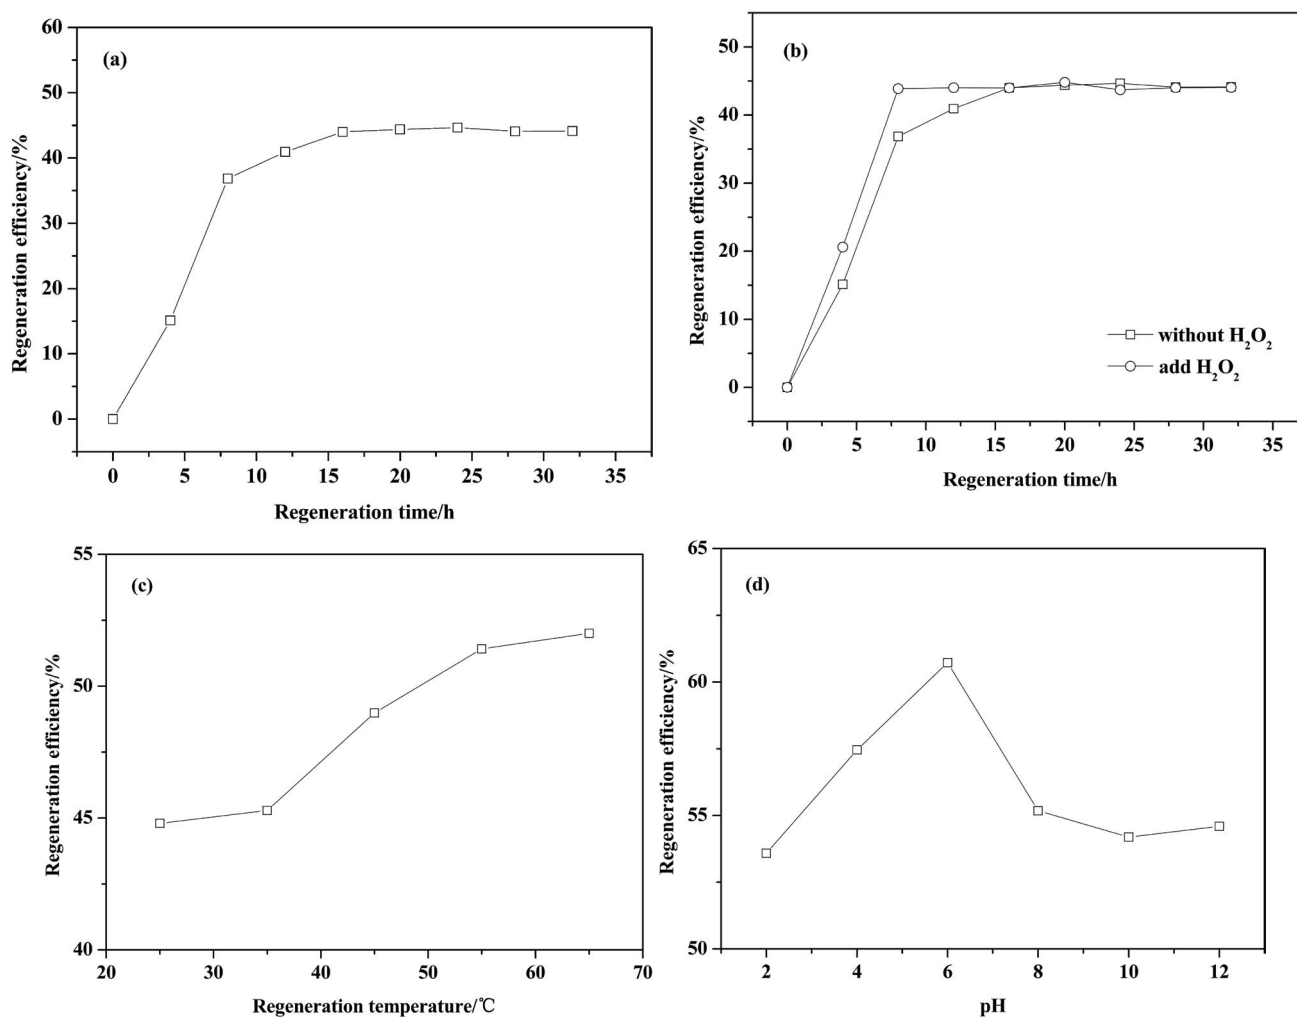 (a)
60
50
40
30
20
10
0
Regeneration efficiency/%
0 5 10 15 20 25 30 35
Regeneration time/h
(b)
50
40
30
20
10
0
Regeneration efficiency/%
without H₂O₂
add H₂O₂
0 5 10 15 20 25 30 35
Regeneration time/h
(c)
55
50
45
40
Regeneration efficiency/%
20 30 40 50 60 70
Regeneration temperature/℃
(d)
65
60
55
50
Regeneration efficiency/%
2 4 6 8 10 12
pH